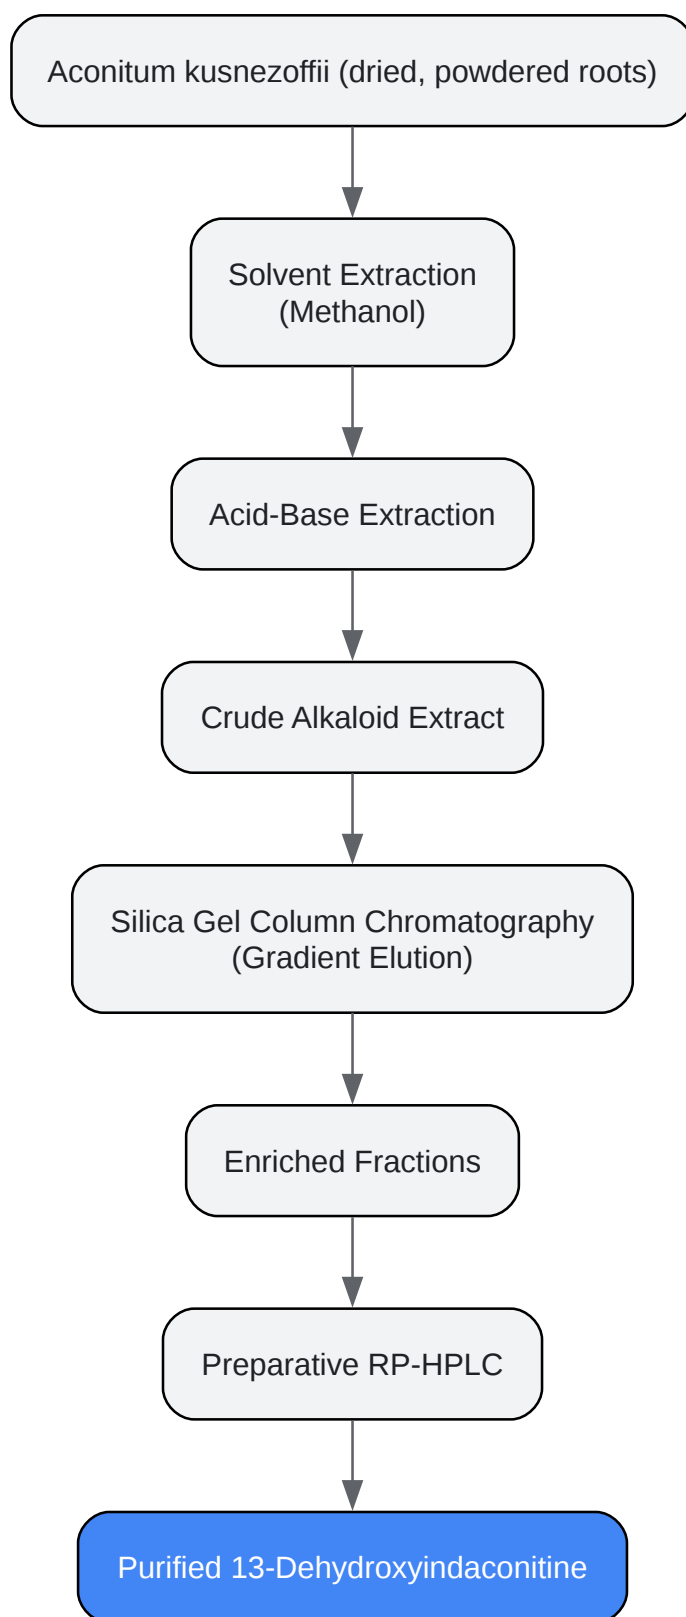 Aconitum kusnezoffii (dried, powdered roots)
Solvent Extraction
(Methanol)
Acid-Base Extraction
Crude Alkaloid Extract
Silica Gel Column Chromatography
(Gradient Elution)
Enriched Fractions
Preparative RP-HPLC
Purified 13-Dehydroxyindaconitine